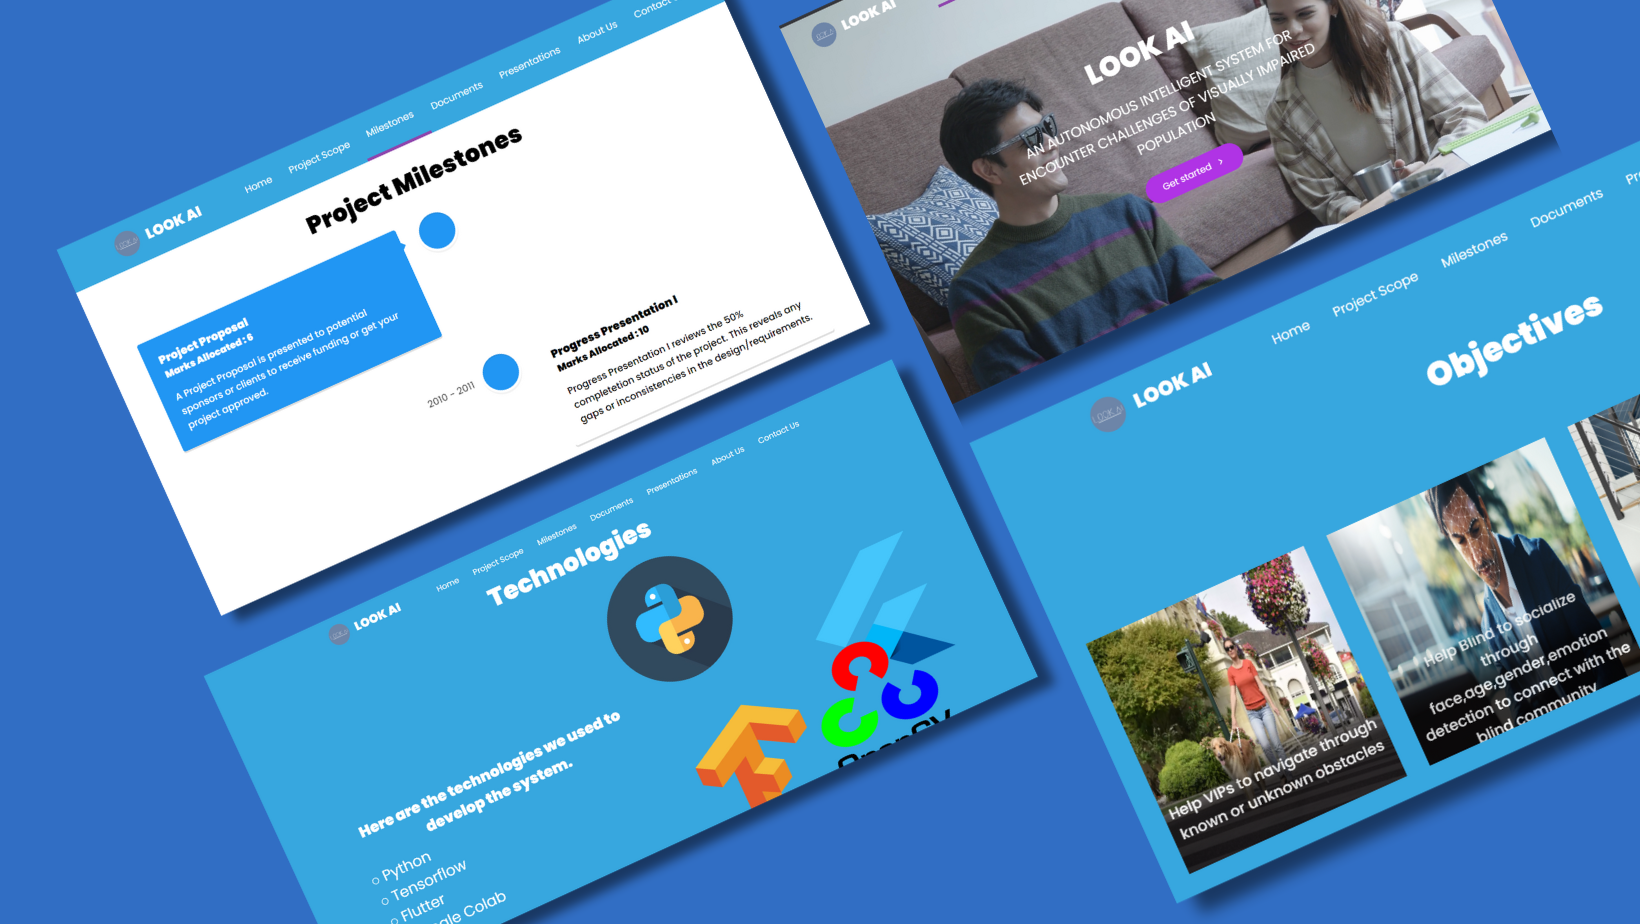 LOOK AI
Home
Project Scope
Milestones
Documents
Presentations
About Us
Contact
Project Milestones
Project Proposal
Marks Allocated : 6
A Project Proposal is presented to potential
sponsors or clients to receive funding or get your
project approved.
2010 - 2011
Progress Presentation I
Marks Allocated :10
Progress Presentation I reviews the 50%
completetion status of the project. This reveals any
gaps or inconsistencies in the design/requirements.
LOOK AI
LOOK AI
AN AUTONOMOUS INTELLIGENT SYSTEM FOR
ENCOUNTER CHALLENGES OF VISUALLY IMPAIRED
POPULATION
Get started ›
LOOK AI
Home
Project Scope
Milestones
Documents
Presentations
About Us
Contact Us
Technologies
Here are the technologies we used to
develop the system.
Python
Tensorflow
Flutter
Colab
OpenCV
LOOK AI
Home
Project Scope
Milestones
Documents
Objectives
Help VIPs to navigate through
known or unknown obstacles
Help Blind to socialize
through
face,age,gender,emotion
detection to connect with the
blind community